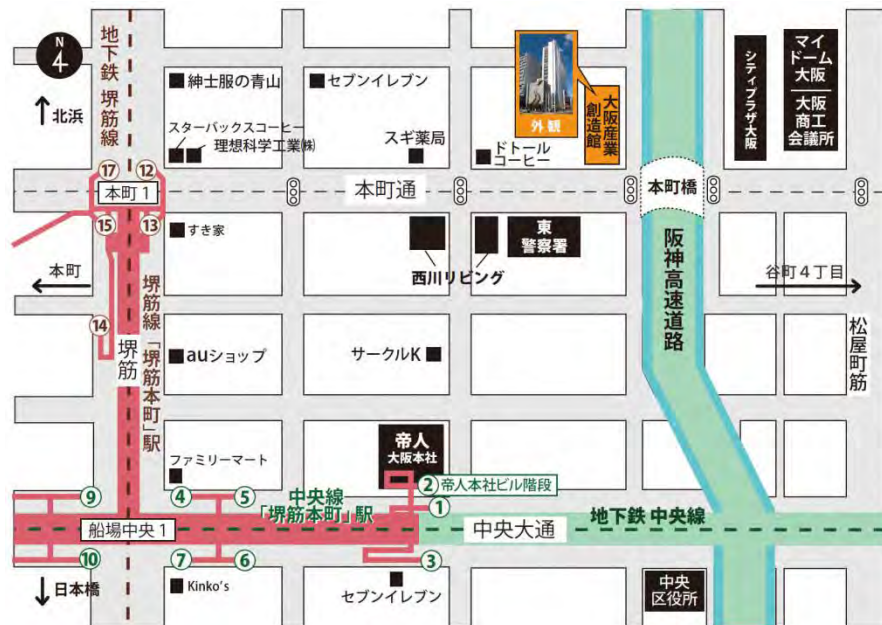 N
北浜
地下鉄 堺筋線
紳士服の青山
セブンイレブン
外観
大阪産業
創造館
シティプラザ大阪
マイ
ドーム
大阪
大阪
商工
会議所
スターバックスコーヒー
理想科学工業㈱
スギ薬局
ドトール
コーヒー
⑰
⑫
本町1
本町通
本町橋
⑮
⑬
すき家
西川リビング
東
警察署
本町
谷町4丁目
阪神高速道路
松屋町筋
⑭
堺筋
堺筋線「堺筋本町」駅
auショップ
サークルK
ファミリーマート
帝人
大阪本社
②
帝人本社ビル階段
⑨
④
⑤
中央線
「堺筋本町」駅
①
船場中央1
中央大通
地下鉄 中央線
⑩
⑦
⑥
③
日本橋
Kinko's
セブンイレブン
中央
区役所